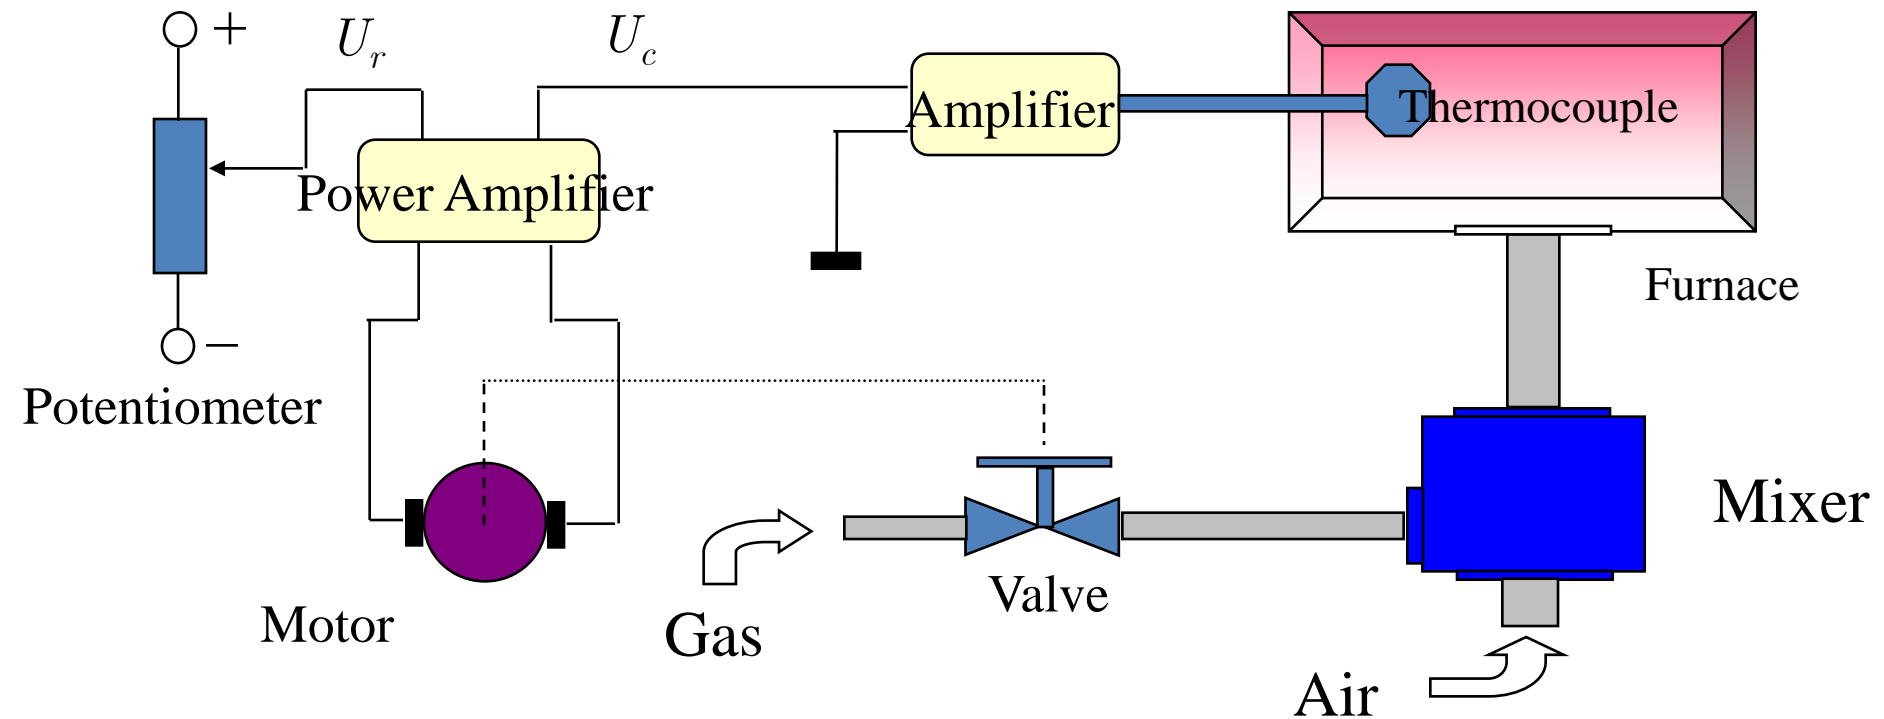 +
U_r
U_c
Amplifier
Thermocouple
Power Amplifier
Furnace
−
Potentiometer
Mixer
Valve
Motor
Gas
Air